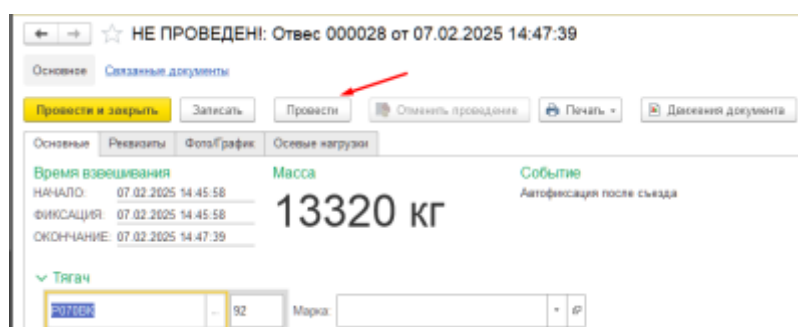 НЕ ПРОВЕДЕН!: Отвес 000028 от 07.02.2025 14:47:39
Основное Связанные документы
Провести и закрыть Записать Провести Отменить проведение Печать Движения документа
Основные Реквизиты Фото/График Осевые нагрузки
Время взвешивания Масса Событие
НАЧАЛО: 07.02.2025 14:45:58 13320 кг Автофиксация после съезда
ФИКСАЦИЯ: 07.02.2025 14:45:58
ОКОНЧАНИЕ: 07.02.2025 14:47:39
Тягач
Р070ВК ... 92 Марка: